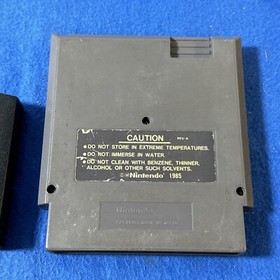 CAUTION
REV-A
● DO NOT STORE IN EXTREME TEMPERATURES.
● DO NOT IMMERSE IN WATER.
● DO NOT CLEAN WITH BENZENE, THINNER,
ALCOHOL OR OTHER SUCH SOLVENTS.
©Nintendo 1985
Nintendo